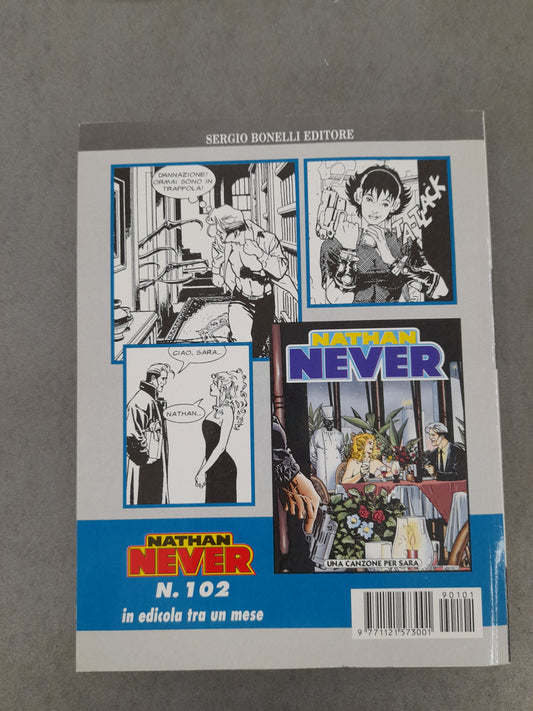 SERGIO BONELLI EDITORE
DANNAZIONE!
ORMAI SONO IN
TRAPPOLA!
CIAO, SARA...
NATHAN...
NATHAN
NEVER
UNA CANZONE PER SARA
NATHAN
NEVER
N. 102
in edicola tra un mese
90101
9 771121 573001